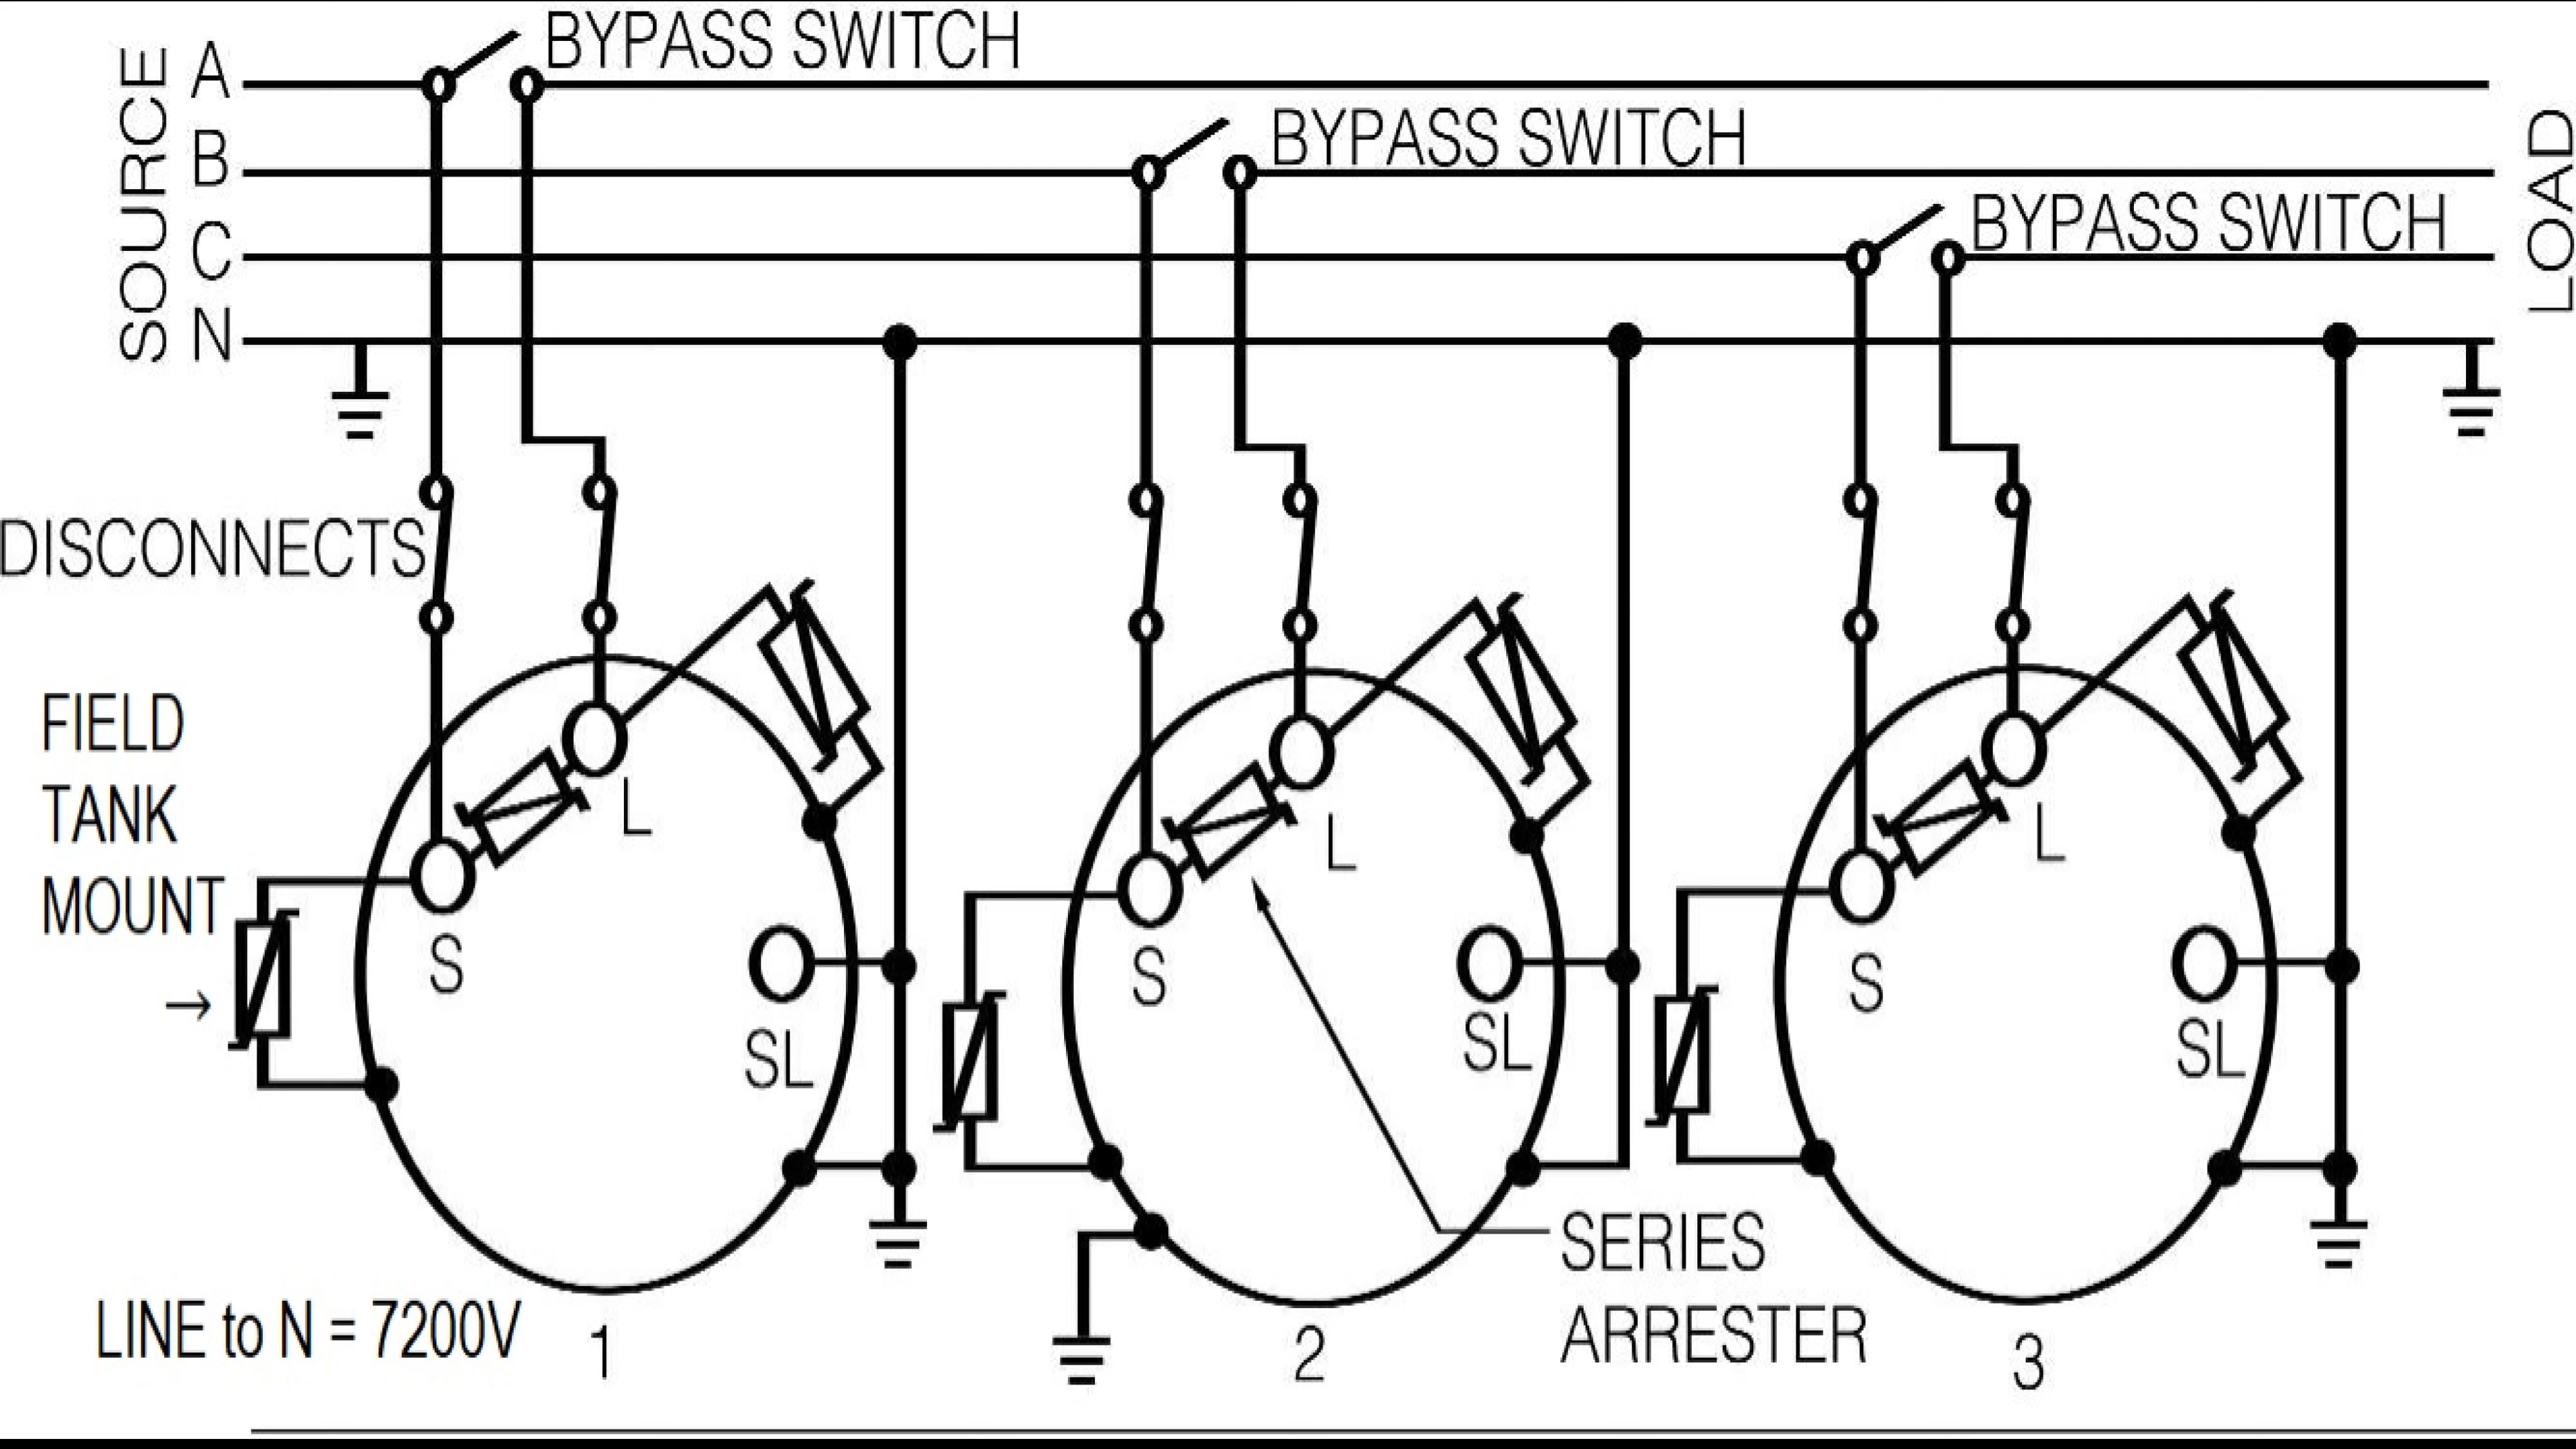 BYPASS SWITCH
SOURCE
A
BYPASS SWITCH
B
BYPASS SWITCH
C
N
LOAD
DISCONNECTS
FIELD
TANK
MOUNT
→
L
S
SL
L
S
SL
L
S
SL
SERIES
ARRESTER
LINE to N = 7200V
1
2
3